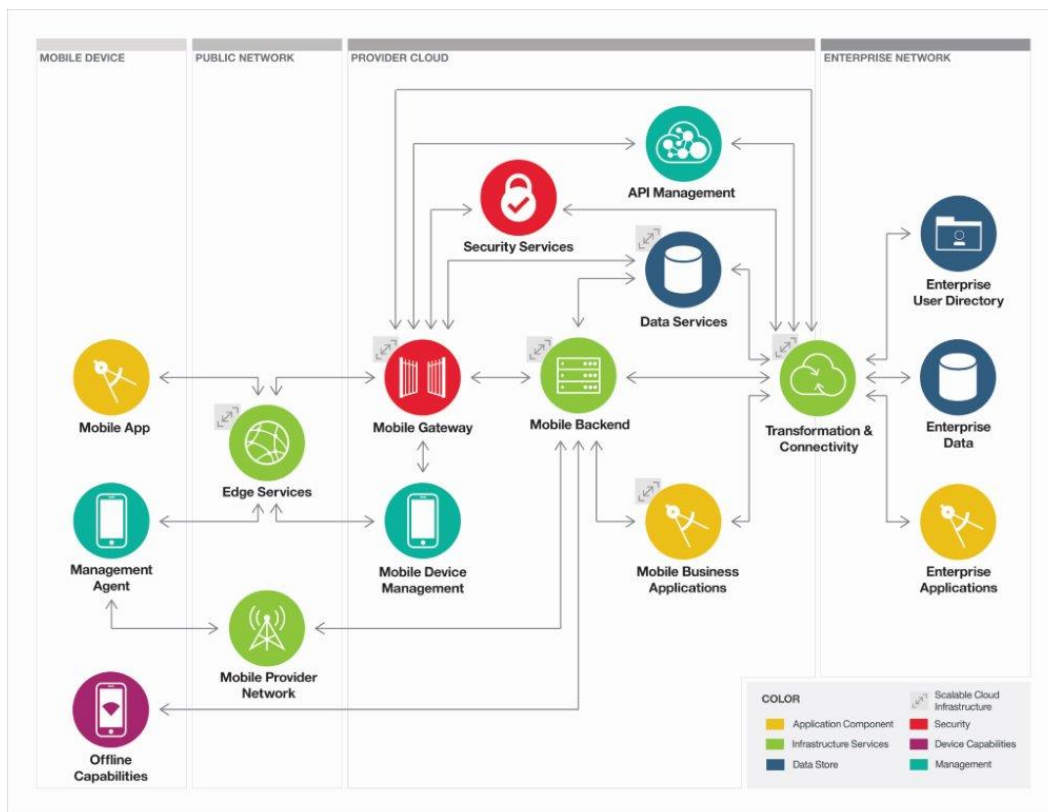 MOBILE DEVICE
PUBLIC NETWORK
PROVIDER CLOUD
ENTERPRISE NETWORK
API Management
Security Services
Data Services
Enterprise
User Directory
Mobile App
Edge Services
Mobile Gateway
Mobile Backend
Transformation &
Connectivity
Enterprise
Data
Management
Agent
Mobile Device
Management
Mobile Business
Applications
Enterprise
Applications
Mobile Provider
Network
Offline
Capabilities
COLOR
Application Component
Infrastructure Services
Data Store
Scalable Cloud
Infrastructure
Security
Device Capabilities
Management